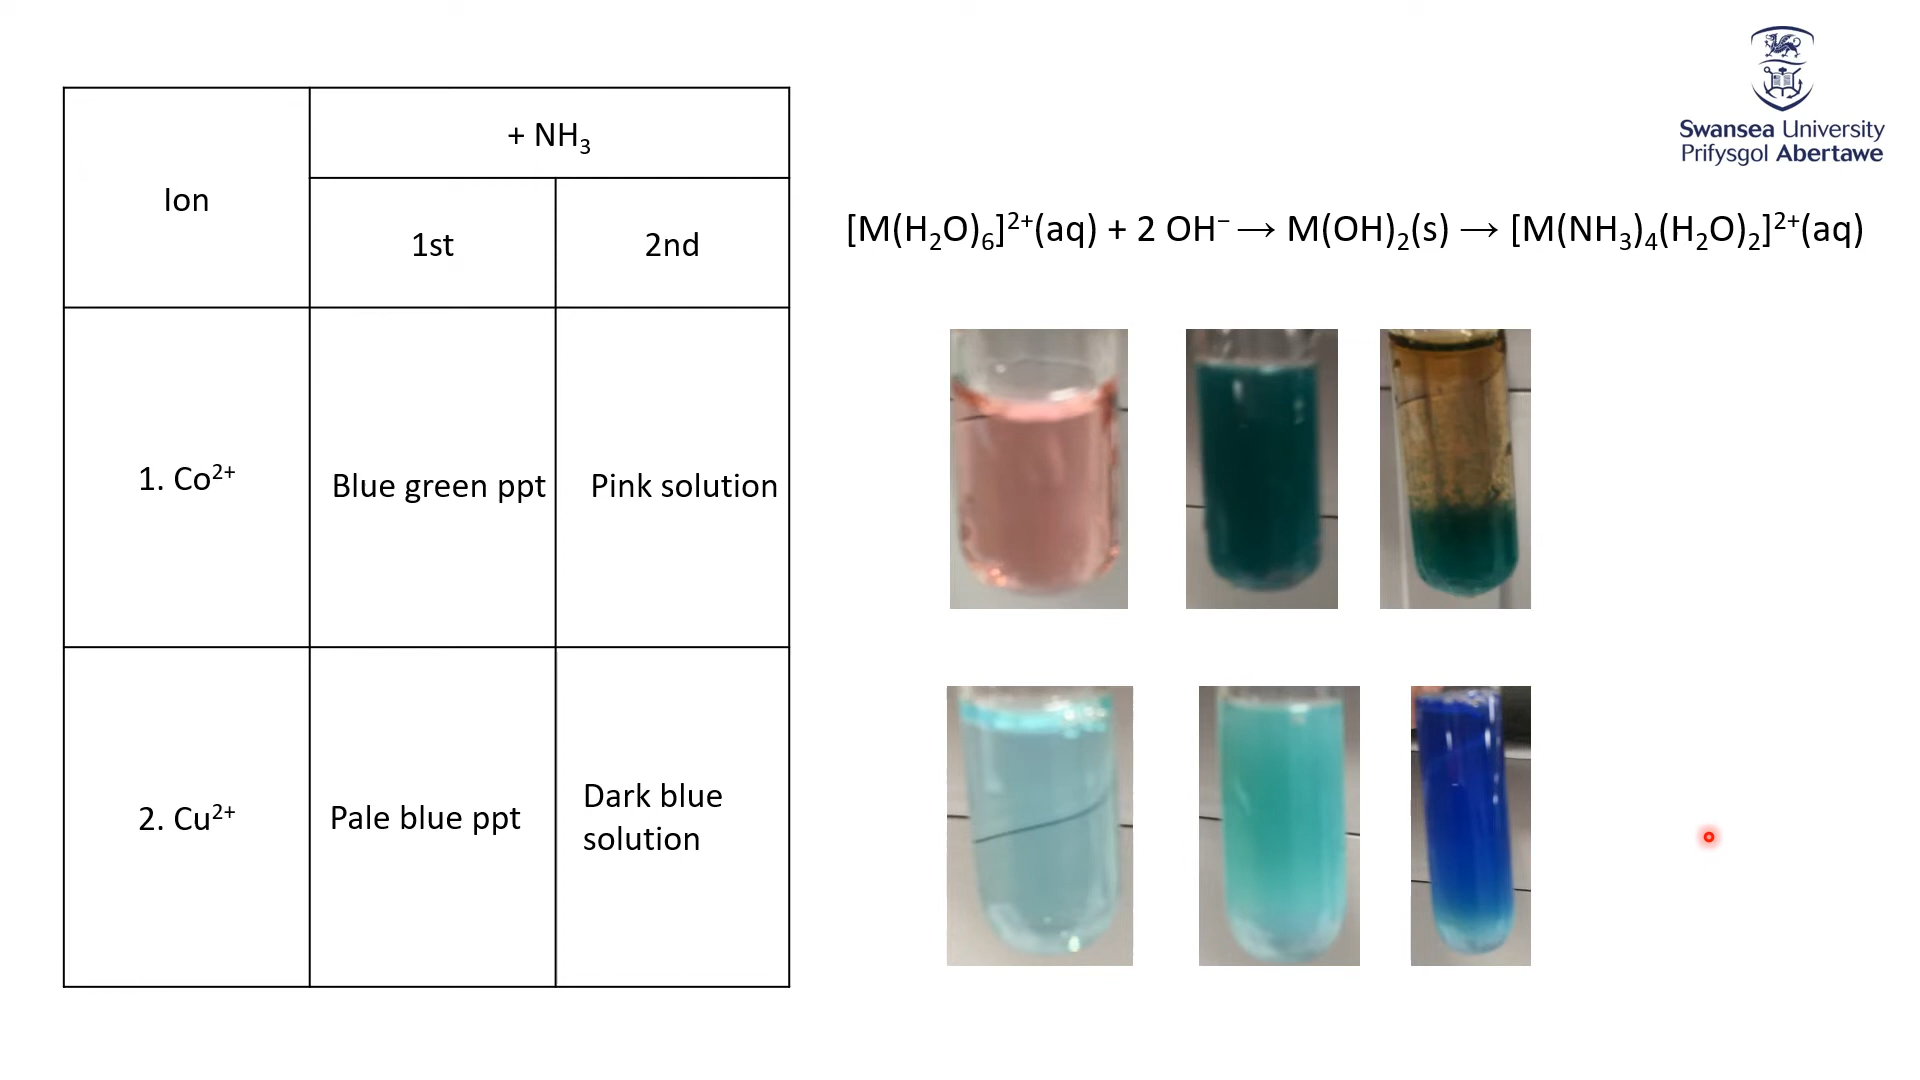 Swansea University
Prifysgol Abertawe
Ion
+ NH₃
1st
2nd
[M(H₂O)₆]²⁺(aq) + 2 OH⁻ → M(OH)₂(s) → [M(NH₃)₄(H₂O)₂]²⁺(aq)
1. Co²⁺
Blue green ppt
Pink solution
2. Cu²⁺
Pale blue ppt
Dark blue
solution